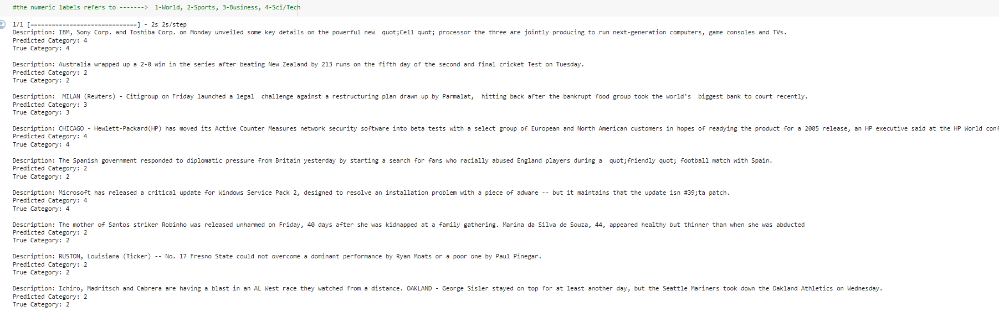 #the numeric labels refers to -------> 1-World, 2-Sports, 3-Business, 4-Sci/Tech
1/1 [==============================] - 2s 2s/step
Description: IBM, Sony Corp. and Toshiba Corp. on Monday unveiled some key details on the powerful new  quot;Cell quot; processor the three are jointly producing to run next-generation computers, game consoles and TVs.
Predicted Category: 4
True Category: 4
Description: Australia wrapped up a 2-0 win in the series after beating New Zealand by 213 runs on the fifth day of the second and final cricket Test on Tuesday.
Predicted Category: 2
True Category: 2
Description:  MILAN (Reuters) - Citigroup on Friday launched a legal  challenge against a restructuring plan drawn up by Parmalat,  hitting back after the bankrupt food group took the world's  biggest bank to court recently.
Predicted Category: 3
True Category: 3
Description: CHICAGO - Hewlett-Packard(HP) has moved its Active Counter Measures network security software into beta tests with a select group of European and North American customers in hopes of readying the product for a 2005 release, an HP executive said at the HP World conf
Predicted Category: 4
True Category: 4
Description: The Spanish government responded to diplomatic pressure from Britain yesterday by starting a search for fans who racially abused England players during a  quot;friendly quot; football match with Spain.
Predicted Category: 2
True Category: 2
Description: Microsoft has released a critical update for Windows Service Pack 2, designed to resolve an installation problem with a piece of adware -- but it maintains that the update isn #39;ta patch.
Predicted Category: 4
True Category: 4
Description: The mother of Santos striker Robinho was released unharmed on Friday, 40 days after she was kidnapped at a family gathering. Marina da Silva de Souza, 44, appeared healthy but thinner than when she was abducted
Predicted Category: 2
True Category: 2
Description: RUSTON, Louisiana (Ticker) -- No. 17 Fresno State could not overcome a dominant performance by Ryan Moats or a poor one by Paul Pinegar.
Predicted Category: 2
True Category: 2
Description: Ichiro, Madritsch and Cabrera are having a blast in an AL West race they watched from a distance. OAKLAND - George Sisler stayed on top for at least another day, but the Seattle Mariners took down the Oakland Athletics on Wednesday.
Predicted Category: 2
True Category: 2